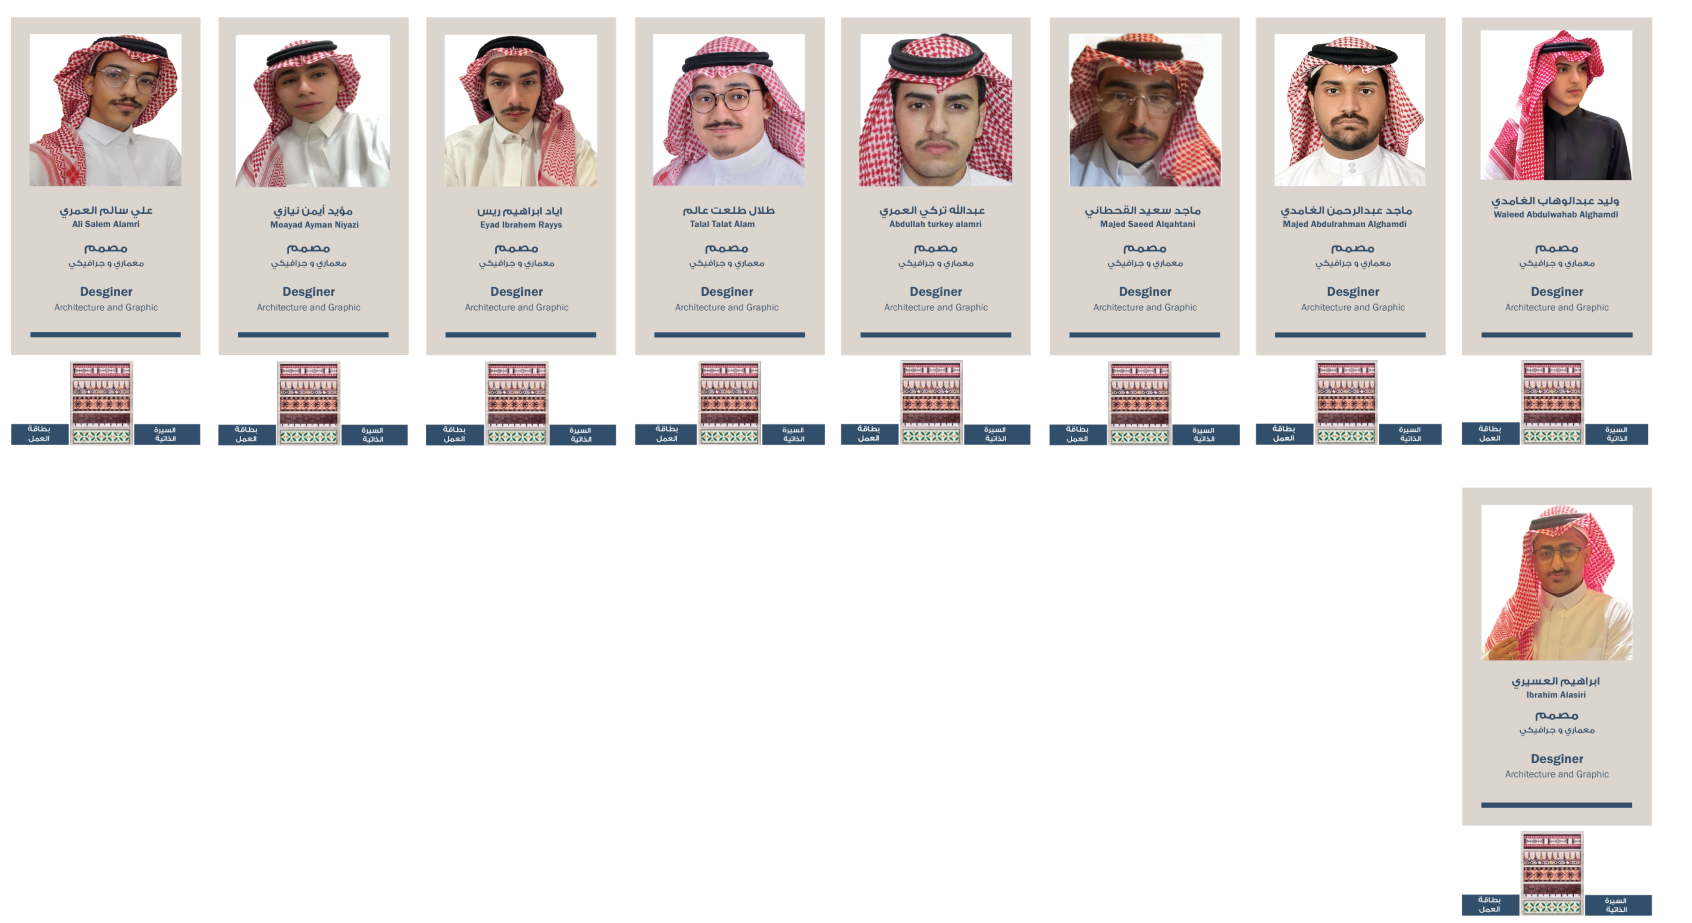 علي سالم العمري
Ali Salem Alamri
مصمم
معماري و جرافيكي
Desginer
Architecture and Graphic
بطاقة
العمل
السيرة
الذاتية
مؤيد أيمن نيازي
Moayad Ayman Niyazi
مصمم
معماري و جرافيكي
Desginer
Architecture and Graphic
بطاقة
العمل
السيرة
الذاتية
اياد ابراهيم ريس
Eyad Ibrahem Rayys
مصمم
معماري و جرافيكي
Desginer
Architecture and Graphic
بطاقة
العمل
السيرة
الذاتية
طلال طلعت عالم
Talal Talat Alam
مصمم
معماري و جرافيكي
Desginer
Architecture and Graphic
بطاقة
العمل
السيرة
الذاتية
عبدالله تركي العمري
Abdullah turkey alamri
مصمم
معماري و جرافيكي
Desginer
Architecture and Graphic
بطاقة
العمل
السيرة
الذاتية
ماجد سعيد القحطاني
Majed Saeed Alqahtani
مصمم
معماري و جرافيكي
Desginer
Architecture and Graphic
بطاقة
العمل
السيرة
الذاتية
ماجد عبدالرحمن الغامدي
Majed Abdulrahman Alghamdi
مصمم
معماري و جرافيكي
Desginer
Architecture and Graphic
بطاقة
العمل
السيرة
الذاتية
وليد عبدالوهاب الغامدي
Waleed Abdulwahab Alghamdi
مصمم
معماري و جرافيكي
Desginer
Architecture and Graphic
بطاقة
العمل
السيرة
الذاتية
ابراهيم العسيري
Ibrahim Alasiri
مصمم
معماري و جرافيكي
Desginer
Architecture and Graphic
بطاقة
العمل
السيرة
الذاتية